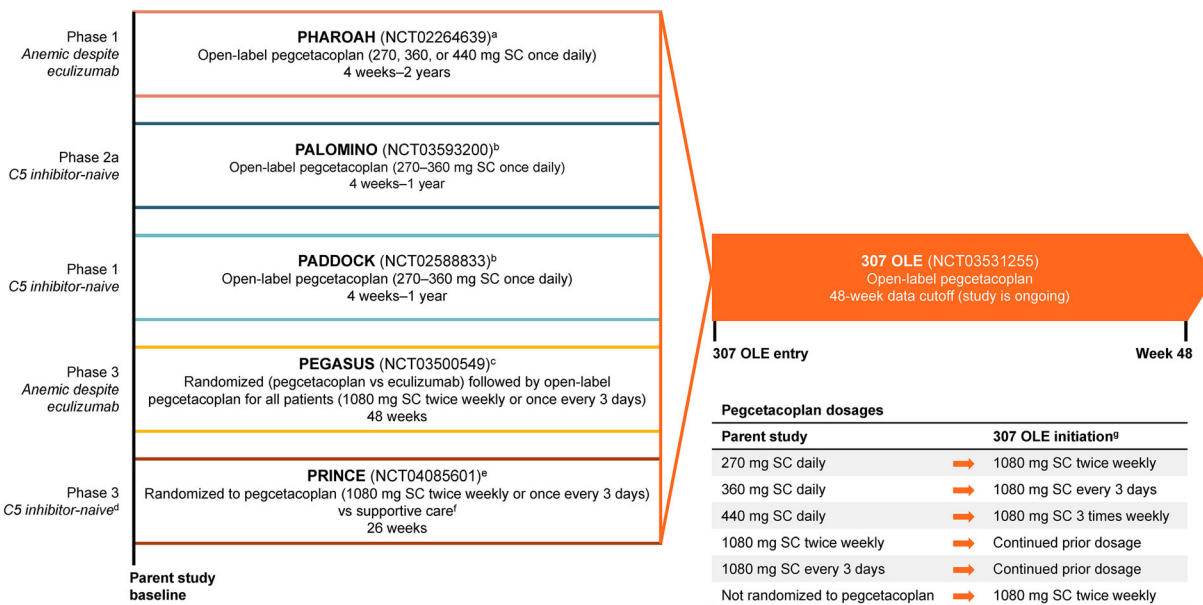 Phase 1
Anemic despite
eculizumab
PHAROAH (NCT02264639)ᵃ
Open-label pegcetacoplan (270, 360, or 440 mg SC once daily)
4 weeks–2 years
Phase 2a
C5 inhibitor-naive
PALOMINO (NCT03593200)ᵇ
Open-label pegcetacoplan (270–360 mg SC once daily)
4 weeks–1 year
Phase 1
C5 inhibitor-naive
PADDOCK (NCT02588833)ᵇ
Open-label pegcetacoplan (270–360 mg SC once daily)
4 weeks–1 year
Phase 3
Anemic despite
eculizumab
PEGASUS (NCT03500549)ᶜ
Randomized (pegcetacoplan vs eculizumab) followed by open-label
pegcetacoplan for all patients (1080 mg SC twice weekly or once every 3 days)
48 weeks
Phase 3
C5 inhibitor-naiveᵈ
PRINCE (NCT04085601)ᵉ
Randomized to pegcetacoplan (1080 mg SC twice weekly or once every 3 days)
vs supportive careᶠ
26 weeks
Parent study
baseline
307 OLE (NCT03531255)
Open-label pegcetacoplan
48-week data cutoff (study is ongoing)
307 OLE entry Week 48
Pegcetacoplan dosages
Parent study 307 OLE initiationᵍ
270 mg SC daily 1080 mg SC twice weekly
360 mg SC daily 1080 mg SC every 3 days
440 mg SC daily 1080 mg SC 3 times weekly
1080 mg SC twice weekly Continued prior dosage
1080 mg SC every 3 days Continued prior dosage
Not randomized to pegcetacoplan 1080 mg SC twice weekly